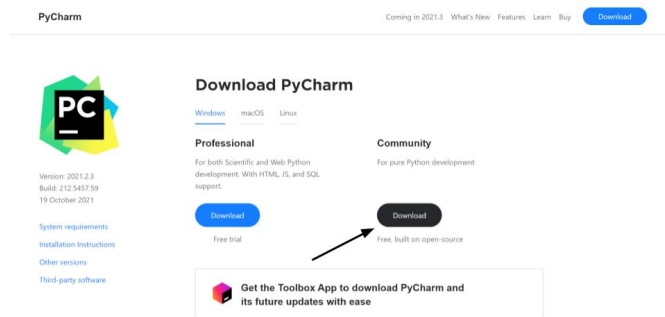 PyCharm
Coming in 2021.3 What's New Features Learn Buy Download
PC
Download PyCharm
Windows macOS Linux
Professional
For both Scientific and Web Python
development. With HTML, JS, and SQL
support.
Download
Free trial
Community
For pure Python development
Download
Free, built on open-source
Version: 2021.2.3
Build: 212.5457.59
19 October 2021
System requirements
Installation Instructions
Other versions
Third-party software
Get the Toolbox App to download PyCharm and
its future updates with ease